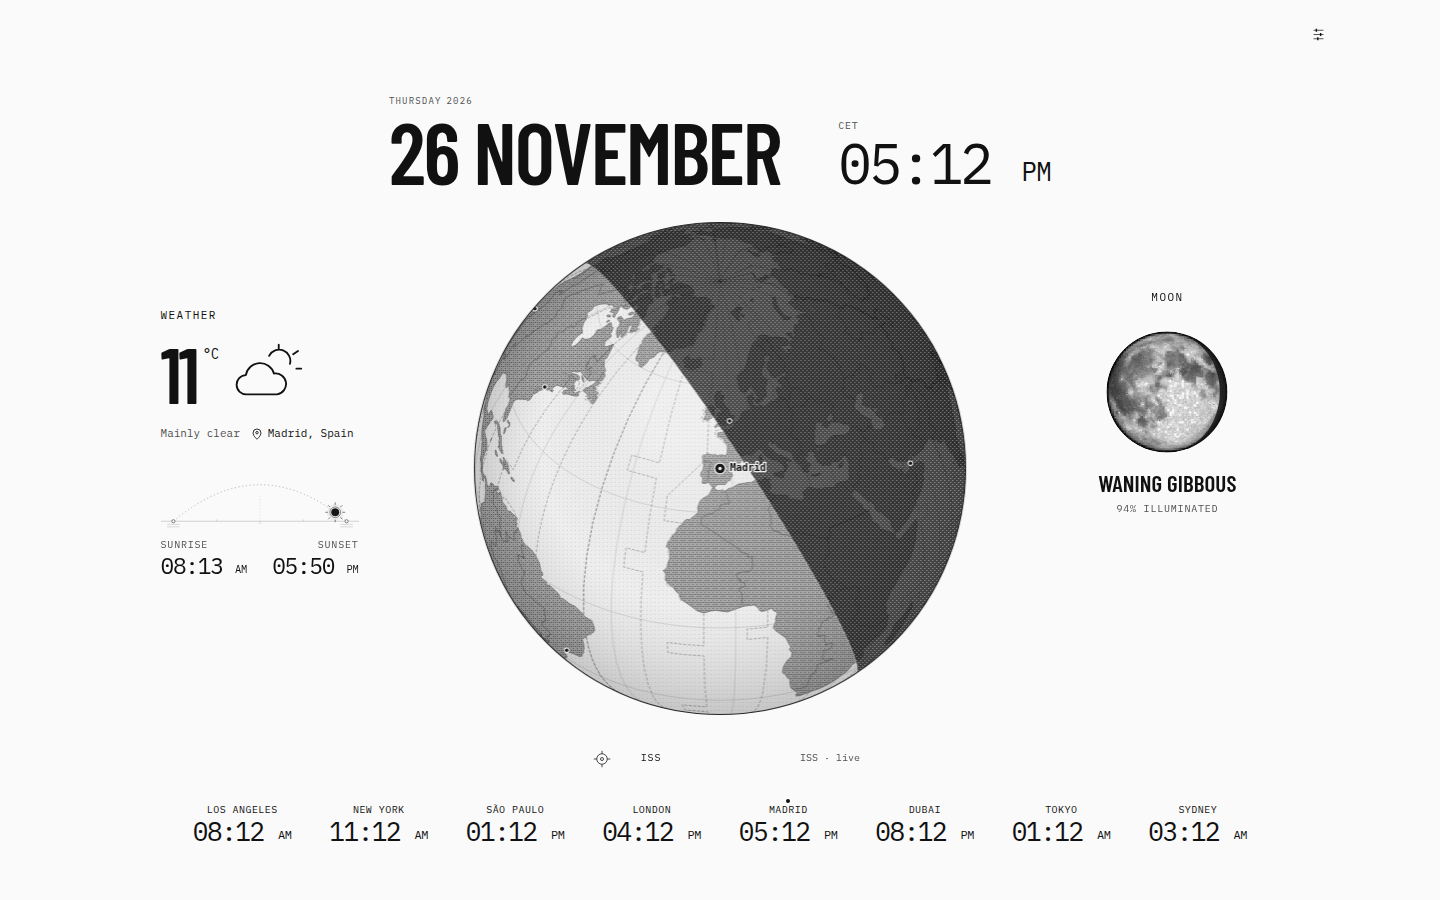 THURSDAY 2026
26 NOVEMBER
CET
05:12 PM
WEATHER
11 °C
Mainly clear Madrid, Spain
SUNRISE SUNSET
08:13 AM 05:50 PM
Madrid
MOON
WANING GIBBOUS
94% ILLUMINATED
ISS ISS · live
LOS ANGELES NEW YORK SÃO PAULO LONDON MADRID DUBAI TOKYO SYDNEY
08:12 AM 11:12 AM 01:12 PM 04:12 PM 05:12 PM 08:12 PM 01:12 AM 03:12 AM